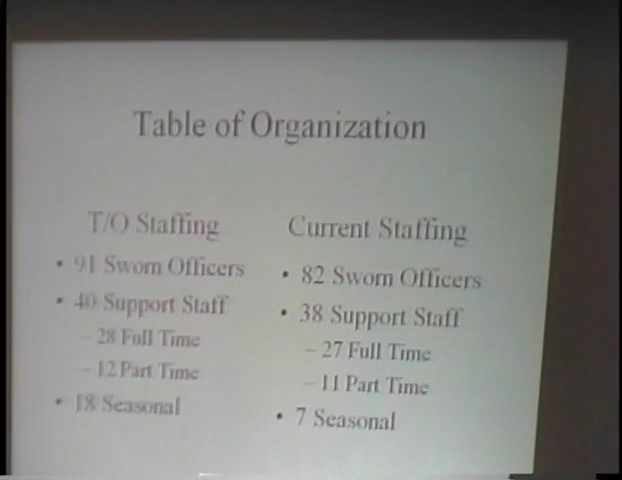 Table of Organization
T/O Staffing
• 91 Sworn Officers
• 40 Support Staff
– 28 Full Time
– 12 Part Time
• 18 Seasonal
Current Staffing
• 82 Sworn Officers
• 38 Support Staff
– 27 Full Time
– 11 Part Time
• 7 Seasonal